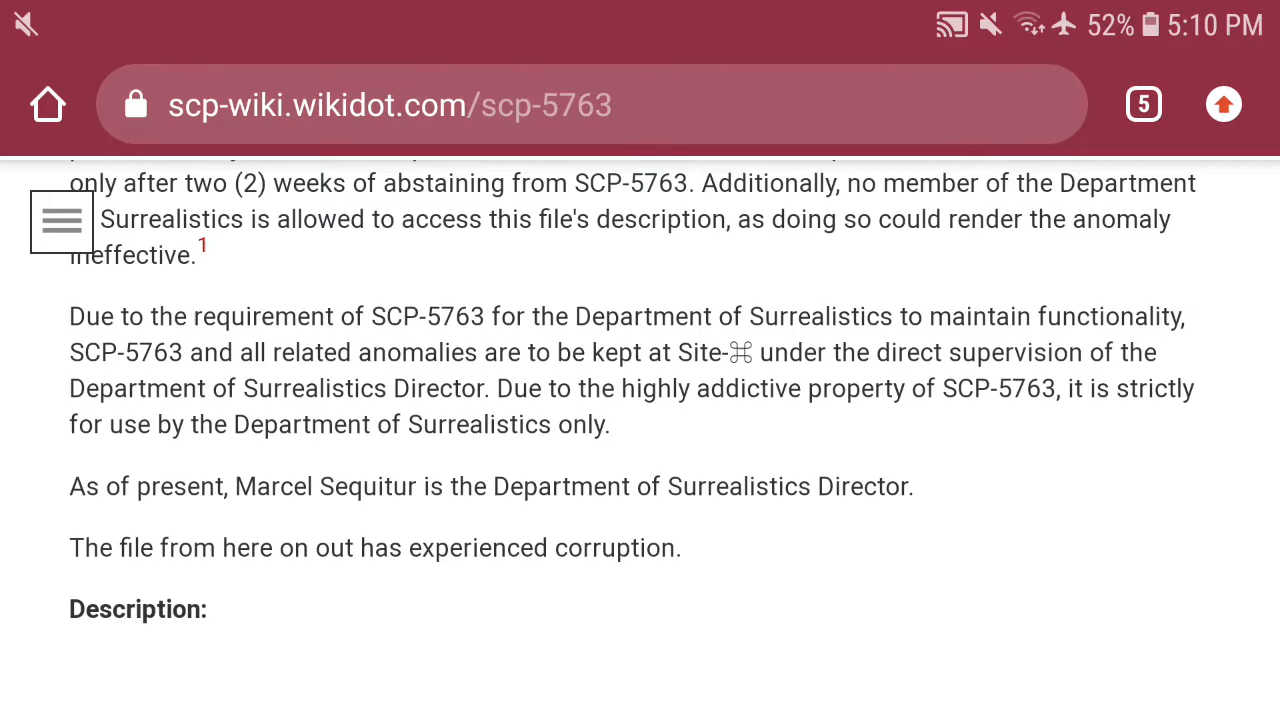 52% 5:10 PM
scp-wiki.wikidot.com/scp-5763
5
only after two (2) weeks of abstaining from SCP-5763. Additionally, no member of the Department
Surrealistics is allowed to access this file's description, as doing so could render the anomaly
ineffective.1
Due to the requirement of SCP-5763 for the Department of Surrealistics to maintain functionality,
SCP-5763 and all related anomalies are to be kept at Site-⌘ under the direct supervision of the
Department of Surrealistics Director. Due to the highly addictive property of SCP-5763, it is strictly
for use by the Department of Surrealistics only.
As of present, Marcel Sequitur is the Department of Surrealistics Director.
The file from here on out has experienced corruption.
Description: